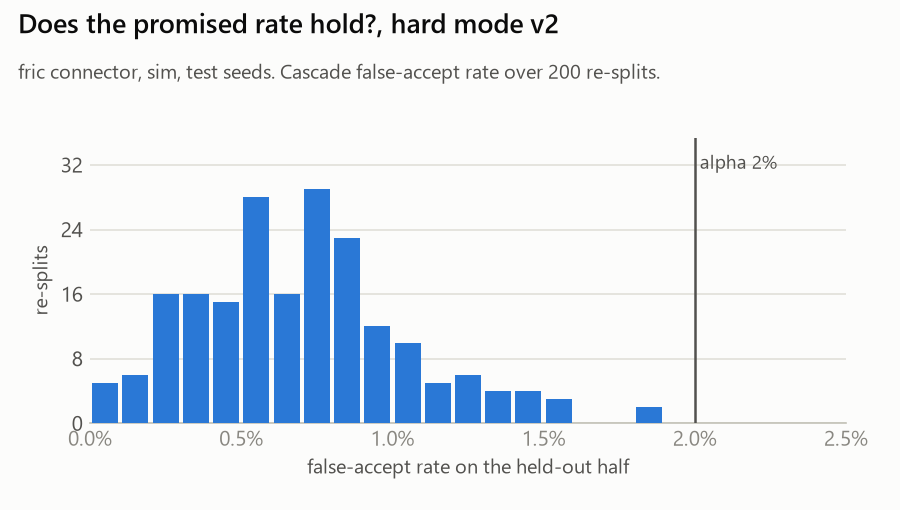 Does the promised rate hold?, hard mode v2
fric connector, sim, test seeds. Cascade false-accept rate over 200 re-splits.
32
alpha 2%
24
re-splits
16
8
0
0.0% 0.5% 1.0% 1.5% 2.0% 2.5%
false-accept rate on the held-out half